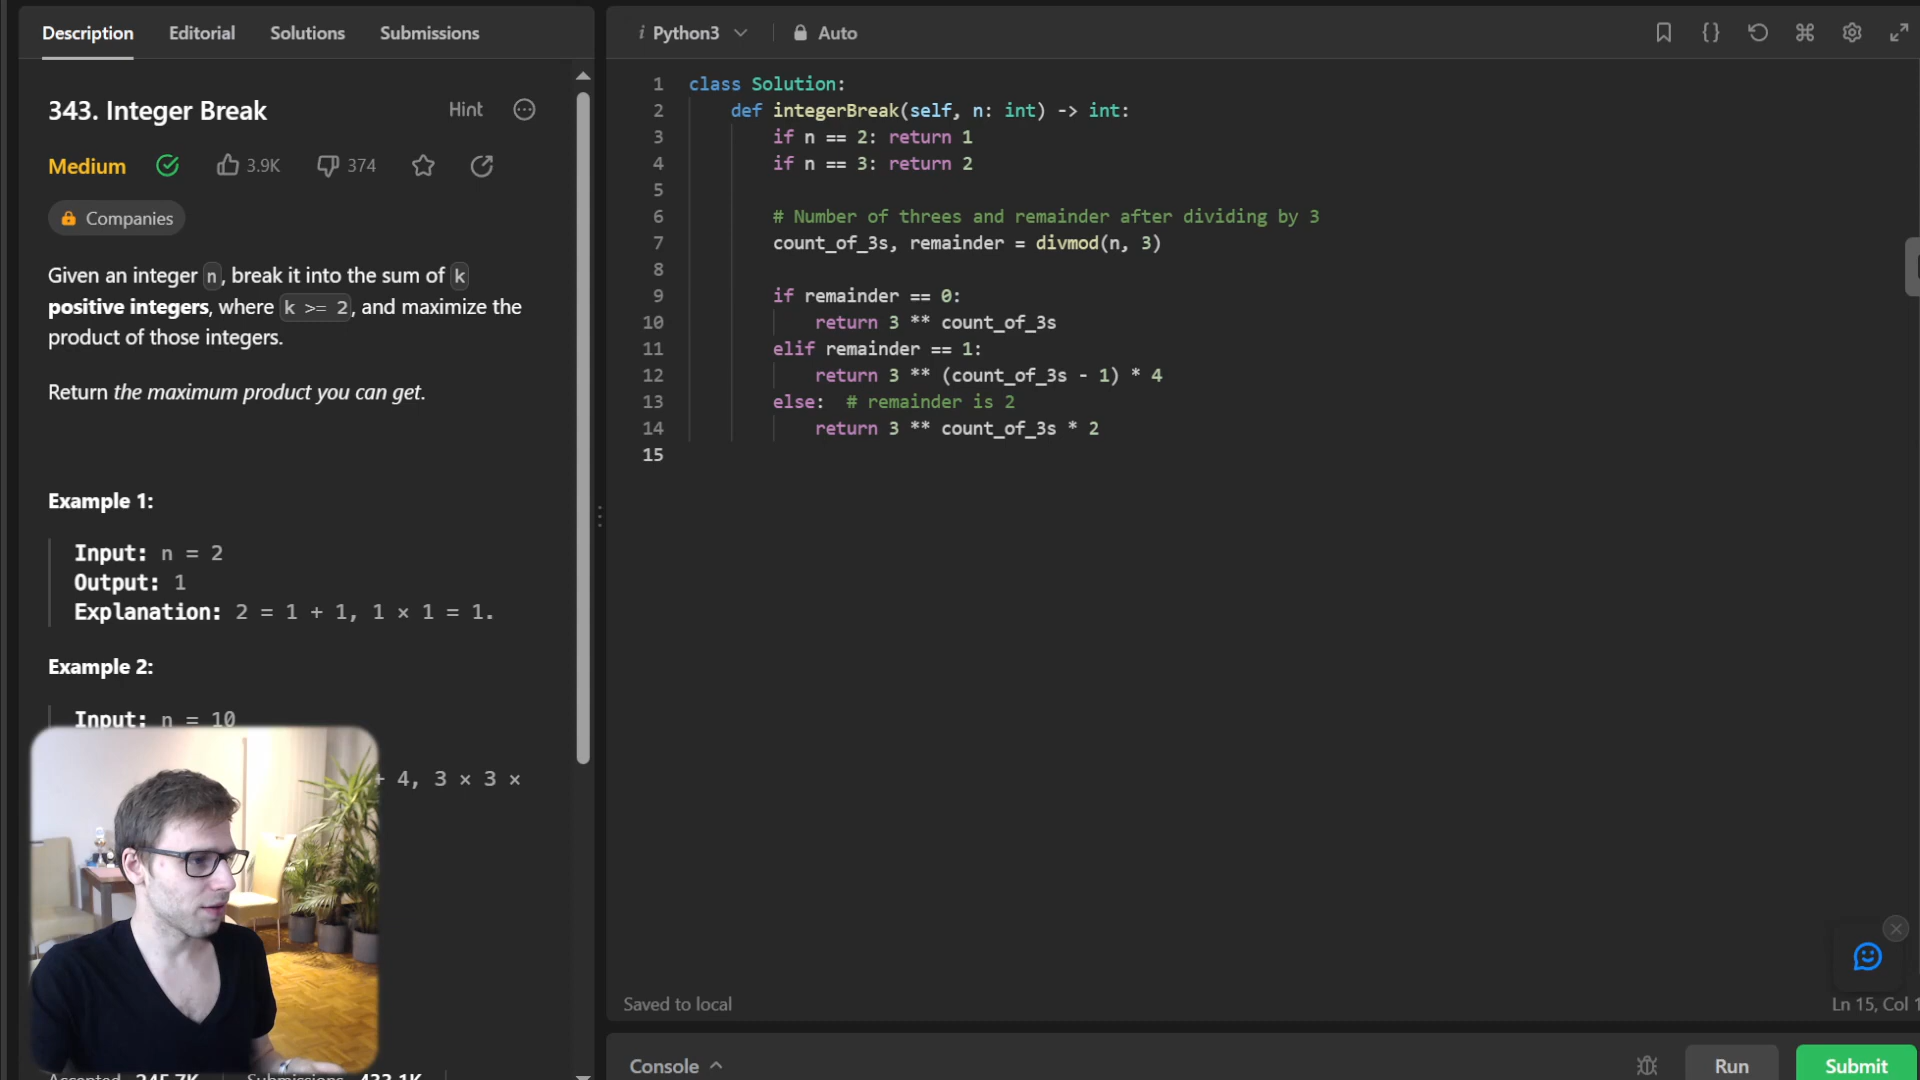 Description Editorial Solutions Submissions
343. Integer Break Hint
Medium 3.9K 374
Companies
Given an integer n, break it into the sum of k
positive integers, where k >= 2, and maximize the
product of those integers.
Return the maximum product you can get.
Example 1:
Input: n = 2
Output: 1
Explanation: 2 = 1 + 1, 1 × 1 = 1.
Example 2:
Input: n = 10
+ 4, 3 × 3 ×
Accepted 245.7K Submissions 433.1K
Python3 Auto
1 class Solution:
2 def integerBreak(self, n: int) -> int:
3 if n == 2: return 1
4 if n == 3: return 2
5
6 # Number of threes and remainder after dividing by 3
7 count_of_3s, remainder = divmod(n, 3)
8
9 if remainder == 0:
10 return 3 ** count_of_3s
11 elif remainder == 1:
12 return 3 ** (count_of_3s - 1) * 4
13 else: # remainder is 2
14 return 3 ** count_of_3s * 2
15
Saved to local Ln 15, Col 1
Console Run Submit